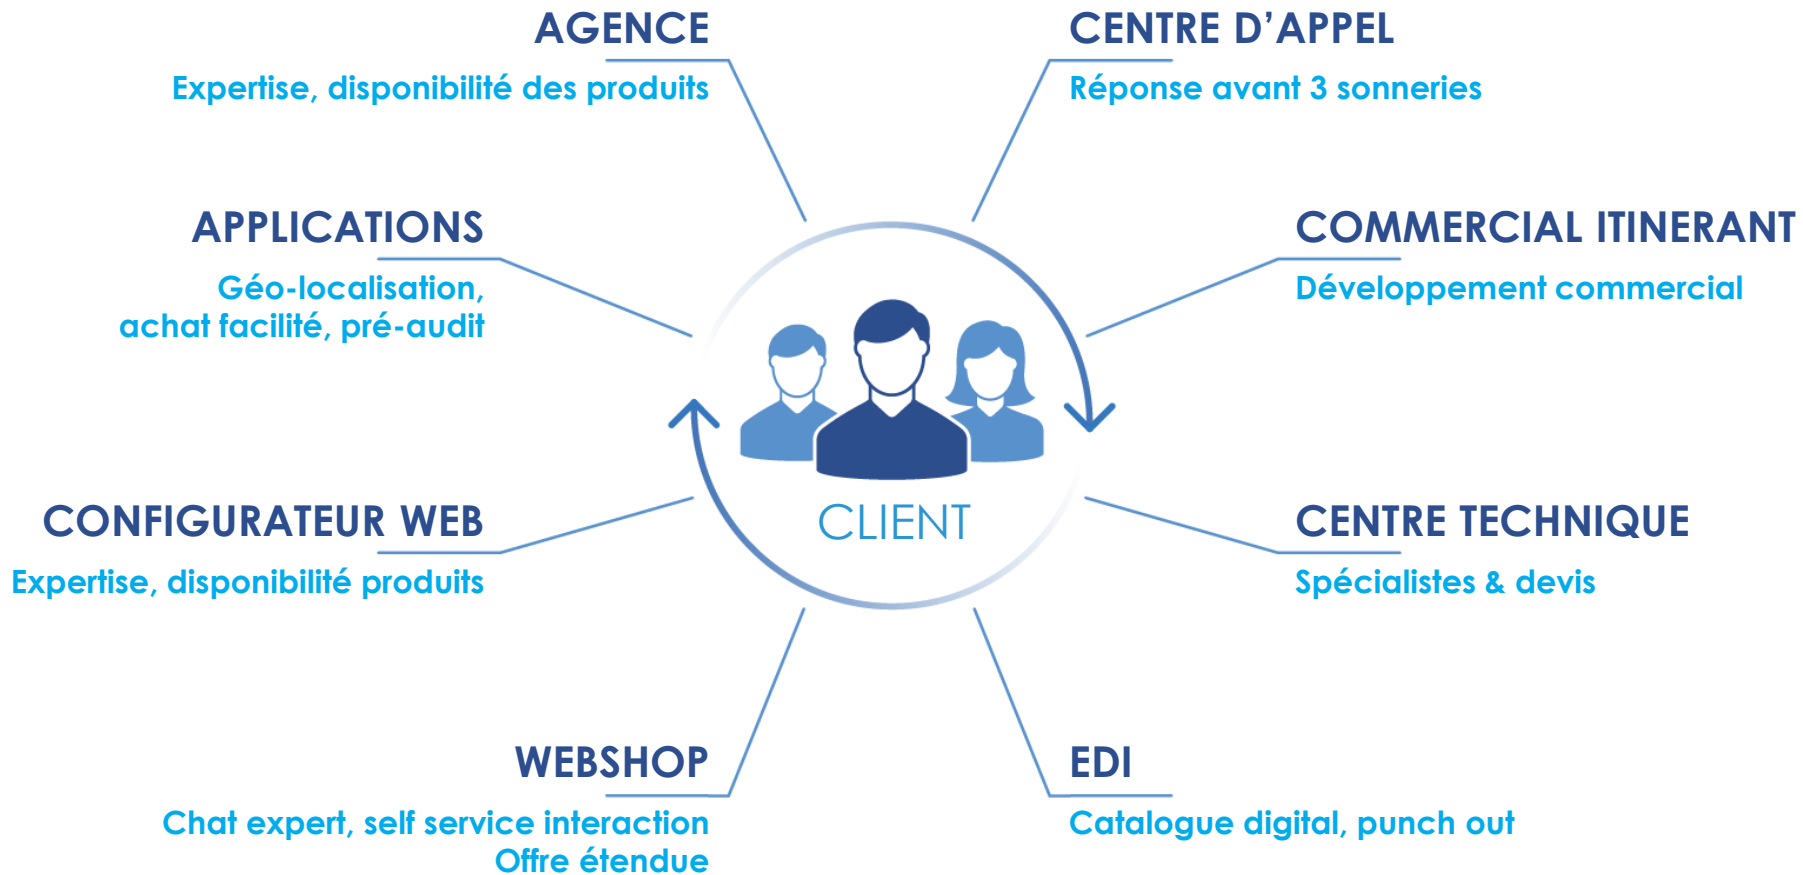 AGENCE
Expertise, disponibilité des produits
CENTRE D’APPEL
Réponse avant 3 sonneries
APPLICATIONS
Géo-localisation,
achat facilité, pré-audit
COMMERCIAL ITINERANT
Développement commercial
CLIENT
CONFIGURATEUR WEB
Expertise, disponibilité produits
CENTRE TECHNIQUE
Spécialistes & devis
WEBSHOP
Chat expert, self service interaction
Offre étendue
EDI
Catalogue digital, punch out